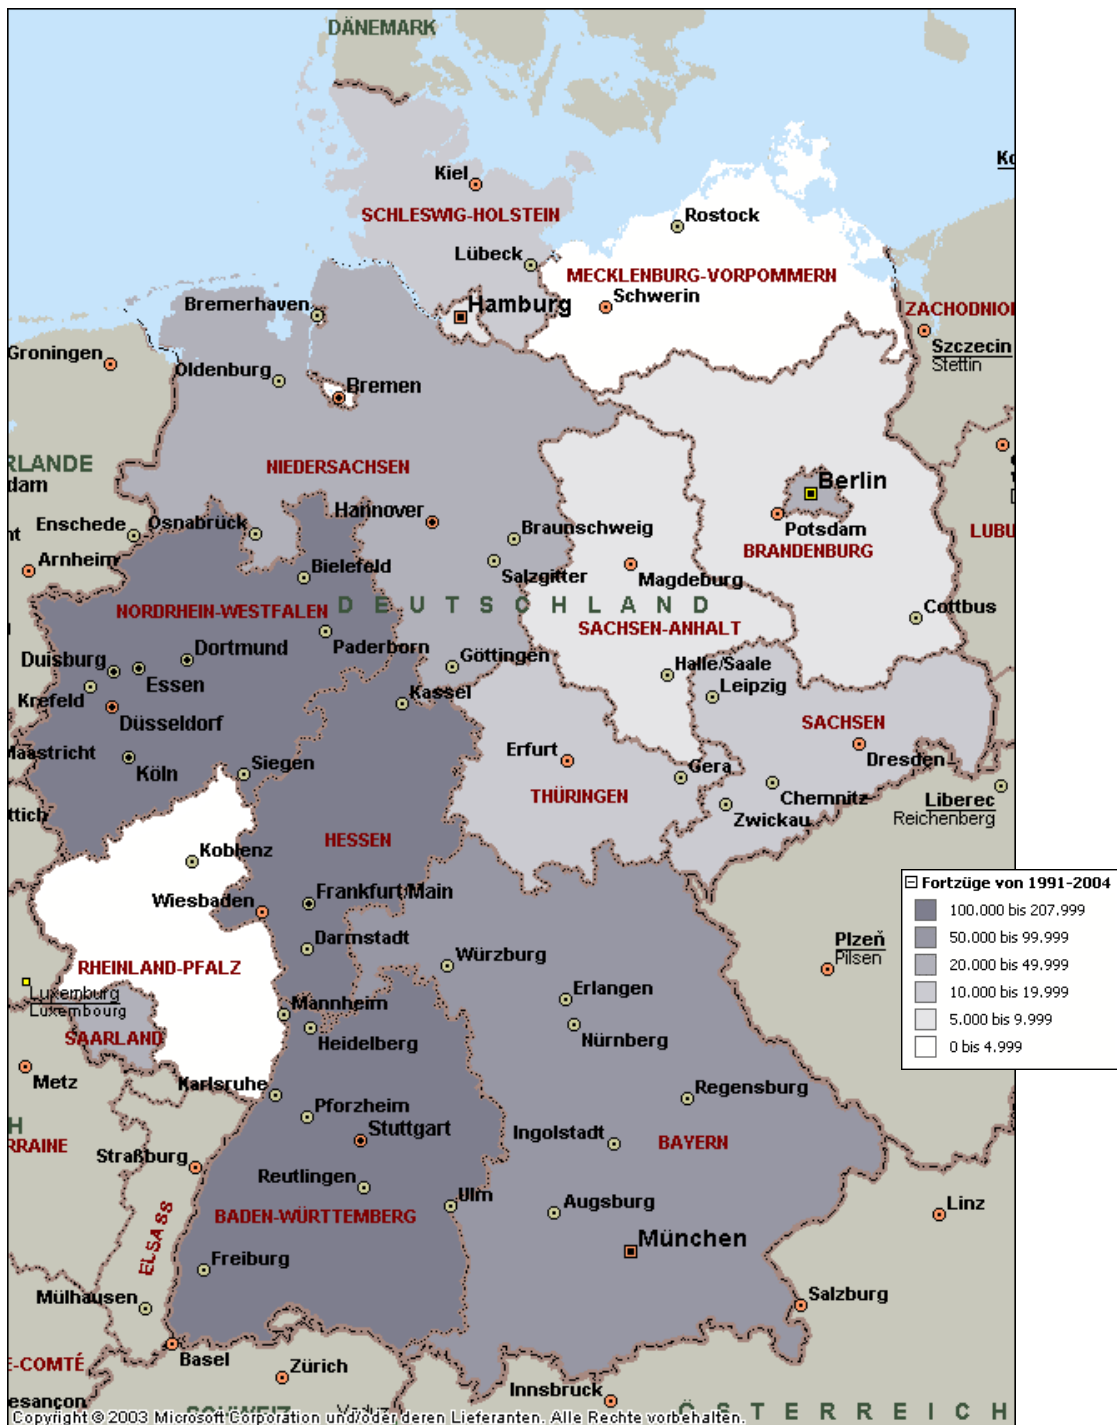 DÄNEMARK
Kiel
SCHLESWIG-HOLSTEIN
Rostock
Lübeck
MECKLENBURG-VORPOMMERN
Schwerin
Bremerhaven
Hamburg
ZACHODNIO
Groningen
Szczecin
Stettin
Oldenburg
Bremen
RLANDE
dam
NIEDERSACHSEN
Berlin
Hannover
Enschede
Osnabrück
Braunschweig
Potsdam
BRANDENBURG
LUBU
Arnheim
Bielefeld
Salzgitter
Magdeburg
NORDRHEIN-WESTFALEN
DEUTSCHLAND
Cottbus
SACHSEN-ANHALT
Dortmund
Paderborn
Göttingen
Halle/Saale
Duisburg
Essen
Leipzig
Krefeld
Kassel
Düsseldorf
SACHSEN
Maastricht
Erfurt
Dresden
Köln
Siegen
Gera
THÜRINGEN
Chemnitz
Zwickau
Liberec
Reichenberg
ttich
HESSEN
Koblenz
Wiesbaden
Frankfurt/Main
Darmstadt
Würzburg
Plzeň
Pilsen
RHEINLAND-PFALZ
Luxemburg
Luxembourg
Mannheim
Erlangen
SAARLAND
Heidelberg
Nürnberg
Metz
Karlsruhe
Regensburg
Pforzheim
H
RRAINE
Stuttgart
Ingolstadt
BAYERN
Straßburg
Reutlingen
Ulm
Augsburg
Linz
BADEN-WÜRTTEMBERG
ELSASS
München
Freiburg
Mülhausen
Salzburg
Basel
E-COMTÉ
Zürich
Innsbruck
esançon
SCHWEIZ
Vaduz
ÖSTERREICH
Copyright © 2003 Microsoft Corporation und/oder deren Lieferanten. Alle Rechte vorbehalten.
Fortzüge von 1991-2004
100.000 bis 207.999
50.000 bis 99.999
20.000 bis 49.999
10.000 bis 19.999
5.000 bis 9.999
0 bis 4.999